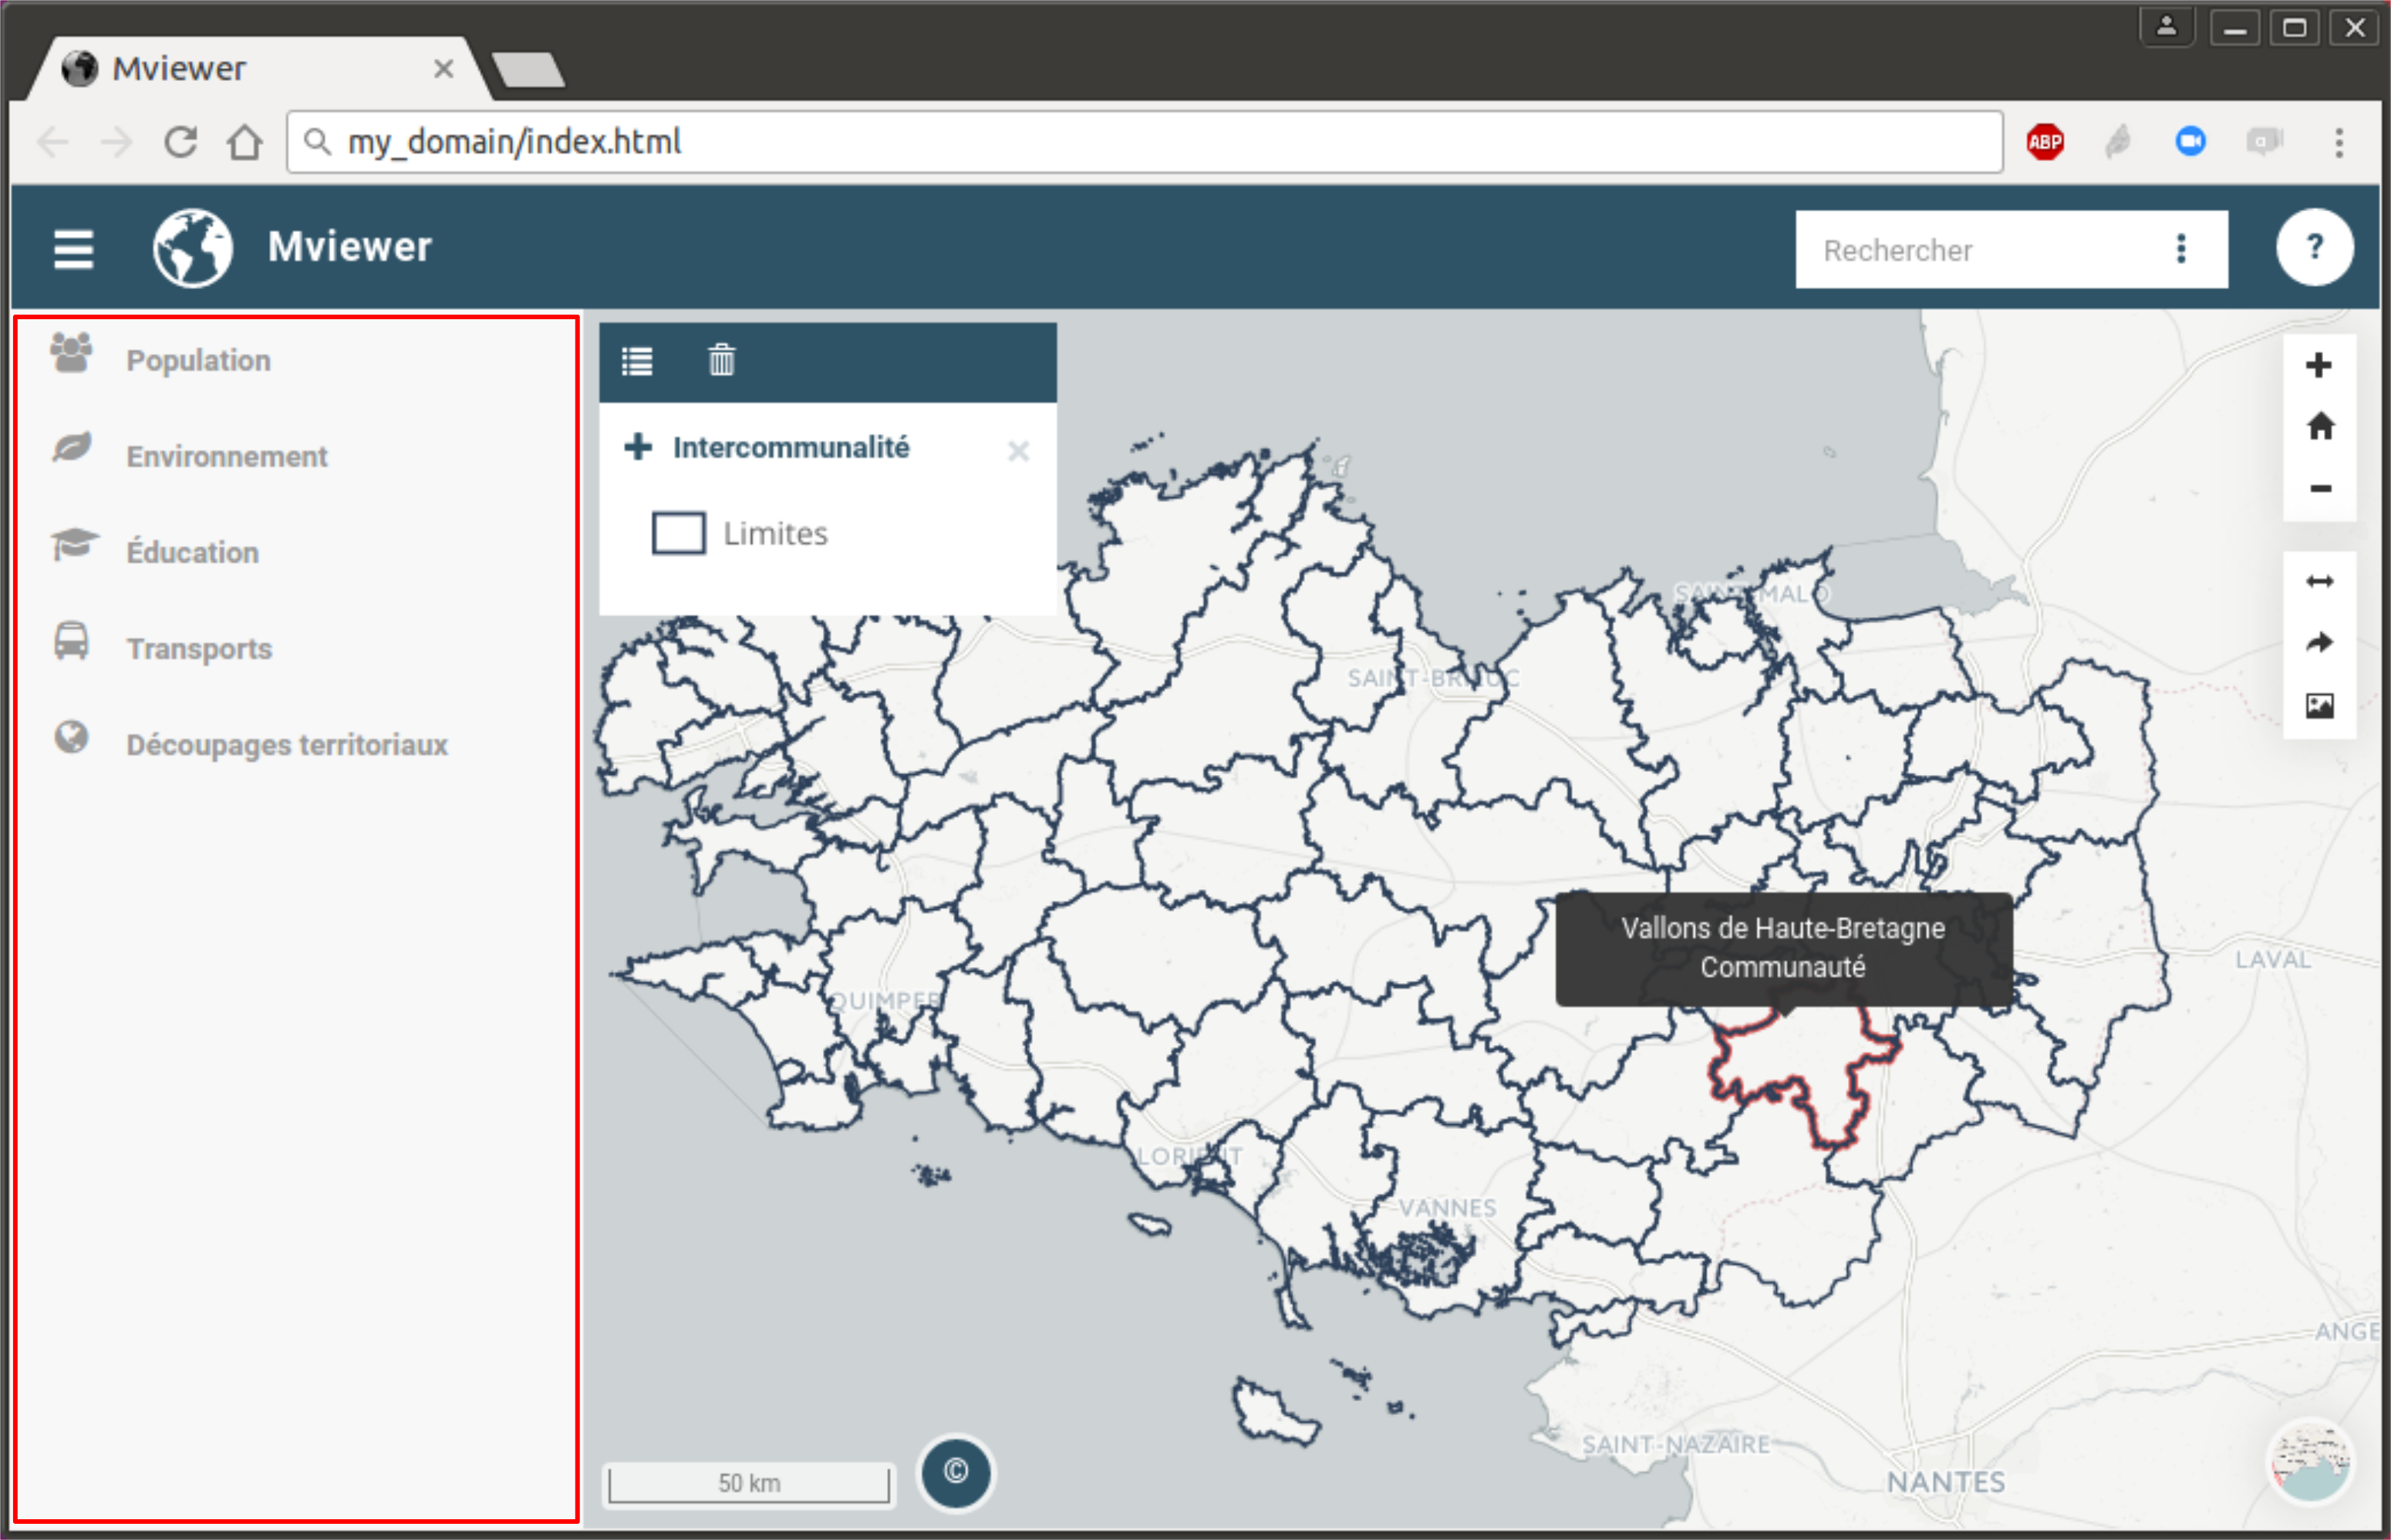 Mviewer
my_domain/index.html
ABP
Mviewer
Rechercher
?
Population
Environnement
Éducation
Transports
Découpages territoriaux
Intercommunalité
Limites
SAINT-MALO
SAINT-BRIEUC
Vallons de Haute-Bretagne
Communauté
LAVAL
QUIMPER
LORIENT
VANNES
ANGE
SAINT-NAZAIRE
NANTES
50 km
©